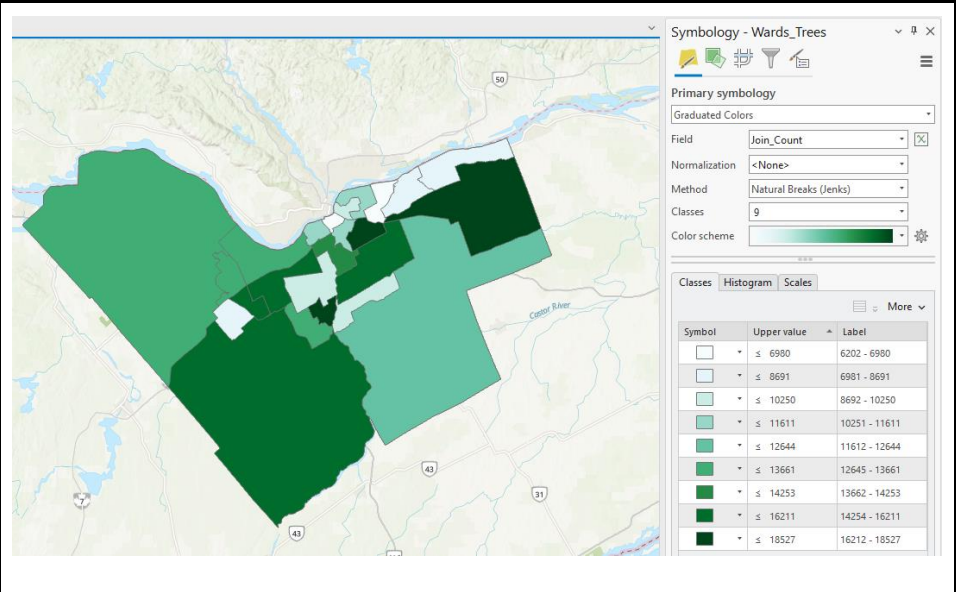 Symbology - Wards_Trees
Primary symbology
Graduated Colors
Field Join_Count
Normalization <None>
Method Natural Breaks (Jenks)
Classes 9
Color scheme
Classes Histogram Scales
More
Symbol Upper value Label
≤ 6980 6202 - 6980
≤ 8691 6981 - 8691
≤ 10250 8692 - 10250
≤ 11611 10251 - 11611
≤ 12644 11612 - 12644
≤ 13661 12645 - 13661
≤ 14253 13662 - 14253
≤ 16211 14254 - 16211
≤ 18527 16212 - 18527
50
Castor River
43
31
7
43